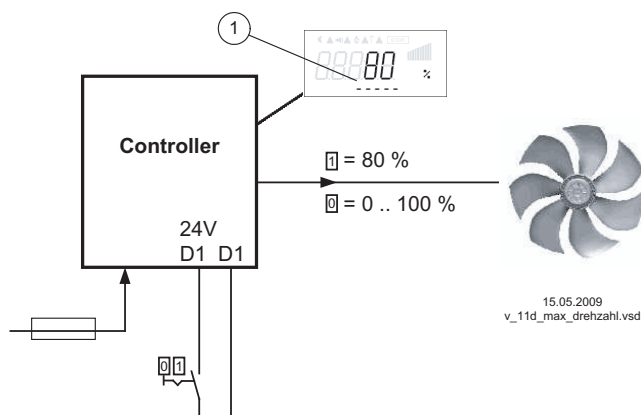 1
80 %
Controller
1 = 80 %
0 = 0 .. 100 %
24V
D1 D1
15.05.2009
v_11d_max_drehzahl.vsd
0 1